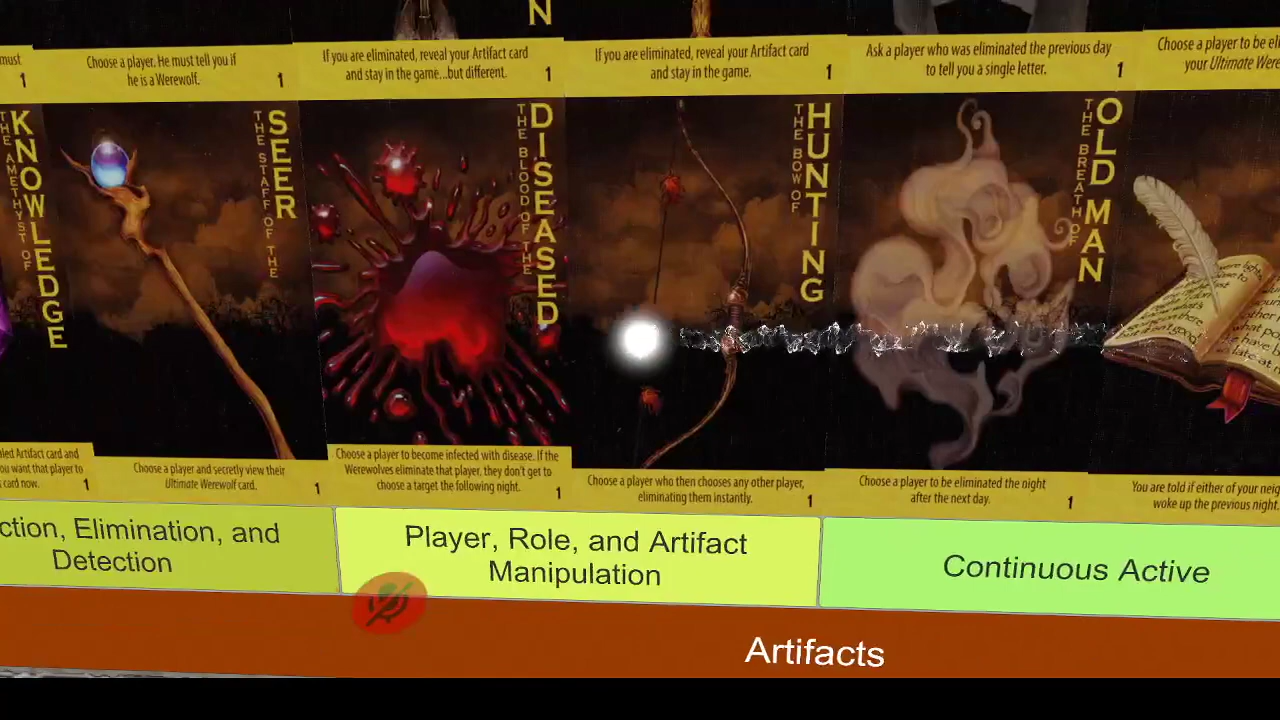 N
must
1
Choose a player. He must tell you if
he is a Werewolf.
1
If you are eliminated, reveal your Artifact card
and stay in the game...but different.
1
If you are eliminated, reveal your Artifact card
and stay in the game.
1
Ask a player who was eliminated the previous day
to tell you a single letter.
1
Choose a player to be eli
your Ultimate Were
THE AMETHYST OF
KNOWLEDGE
THE STAFF OF THE
SEER
THE BLOOD OF THE
DISEASED
THE BOW OF
HUNTING
THE BREATH OF
OLD MAN
aled Artifact card and
you want that player to
card now.
1
Choose a player and secretly view their
Ultimate Werewolf card.
1
Choose a player to become infected with disease. If the
Werewolves eliminate that player, they don't get to
choose a target the following night.
1
Choose a player who then chooses any other player,
eliminating them instantly.
1
Choose a player to be eliminated the night
after the next day.
1
You are told if either of your neig
woke up the previous night.
ction, Elimination, and
Detection
Player, Role, and Artifact
Manipulation
Continuous Active
Artifacts